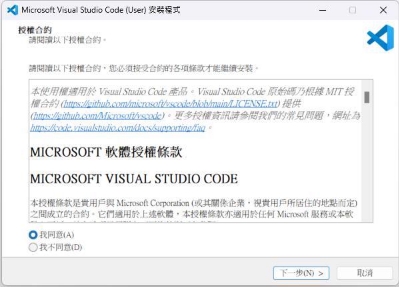 Microsoft Visual Studio Code (User) 安裝程式
授權合約
請閱讀以下授權合約。
請閱讀以下授權合約，您必須接受合約的各項條款才能繼續安裝。
本使用權適用於 Visual Studio Code 產品。Visual Studio Code 原始碼乃根據 MIT 授
權合約 (https://github.com/microsoft/vscode/blob/main/LICENSE.txt) 提供
(https://github.com/Microsoft/vscode)。更多授權資訊請參閱我們的常見問題，網址為
https://code.visualstudio.com/docs/supporting/faq。
MICROSOFT 軟體授權條款
MICROSOFT VISUAL STUDIO CODE
本授權條款是貴用戶與 Microsoft Corporation (或其關係企業，視貴用戶所居住的地點而定)
之間成立的合約。它們適用於上述軟體，本授權條款亦適用於任何 Microsoft 服務或本軟
我同意(A)
我不同意(D)
下一步(N) >
取消